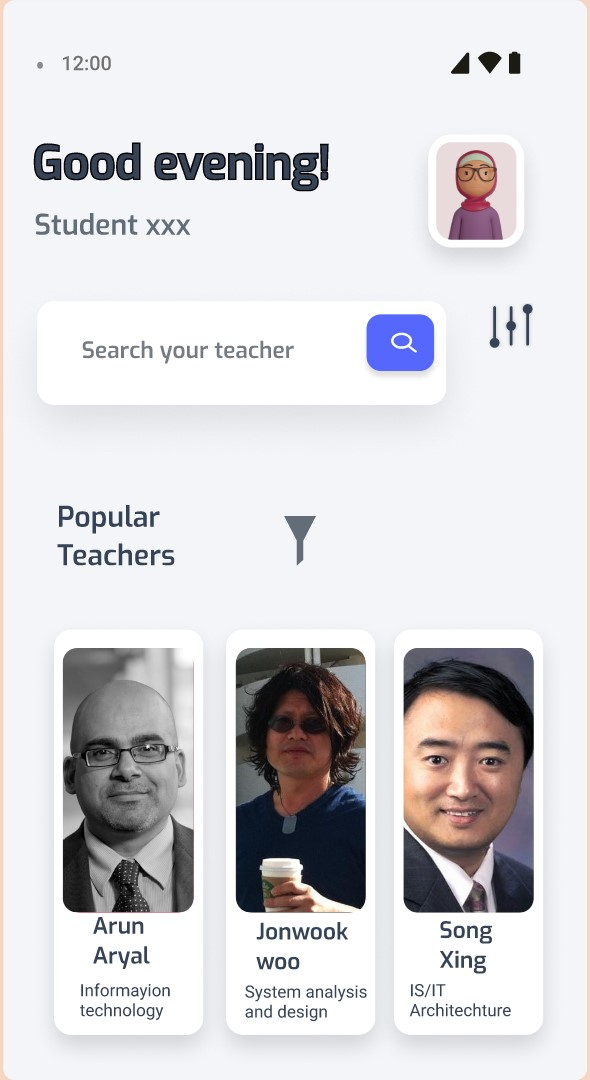 12:00
Good evening!
Student xxx
Search your teacher
Popular
Teachers
Arun
Aryal
Informayion
technology
Jonwook
woo
System analysis
and design
Song
Xing
IS/IT
Architechture